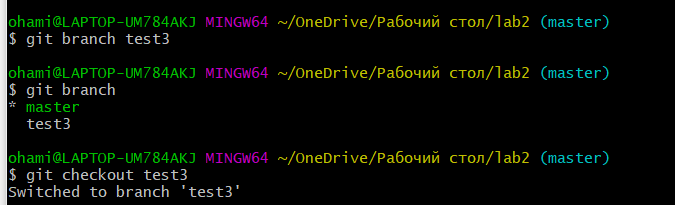 ohami@LAPTOP-UM784AKJ MINGW64 ~/OneDrive/Рабочий стол/lab2 (master)
$ git branch test3
ohami@LAPTOP-UM784AKJ MINGW64 ~/OneDrive/Рабочий стол/lab2 (master)
$ git branch
* master
  test3
ohami@LAPTOP-UM784AKJ MINGW64 ~/OneDrive/Рабочий стол/lab2 (master)
$ git checkout test3
Switched to branch 'test3'